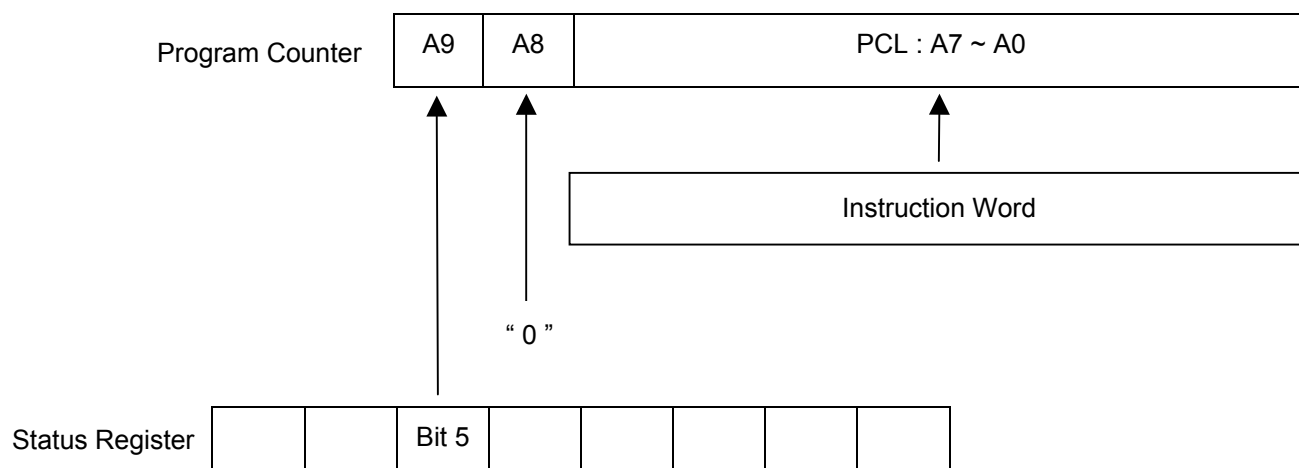 Program Counter
A9
A8
PCL : A7 ~ A0
Instruction Word
“ 0 ”
Status Register
Bit 5